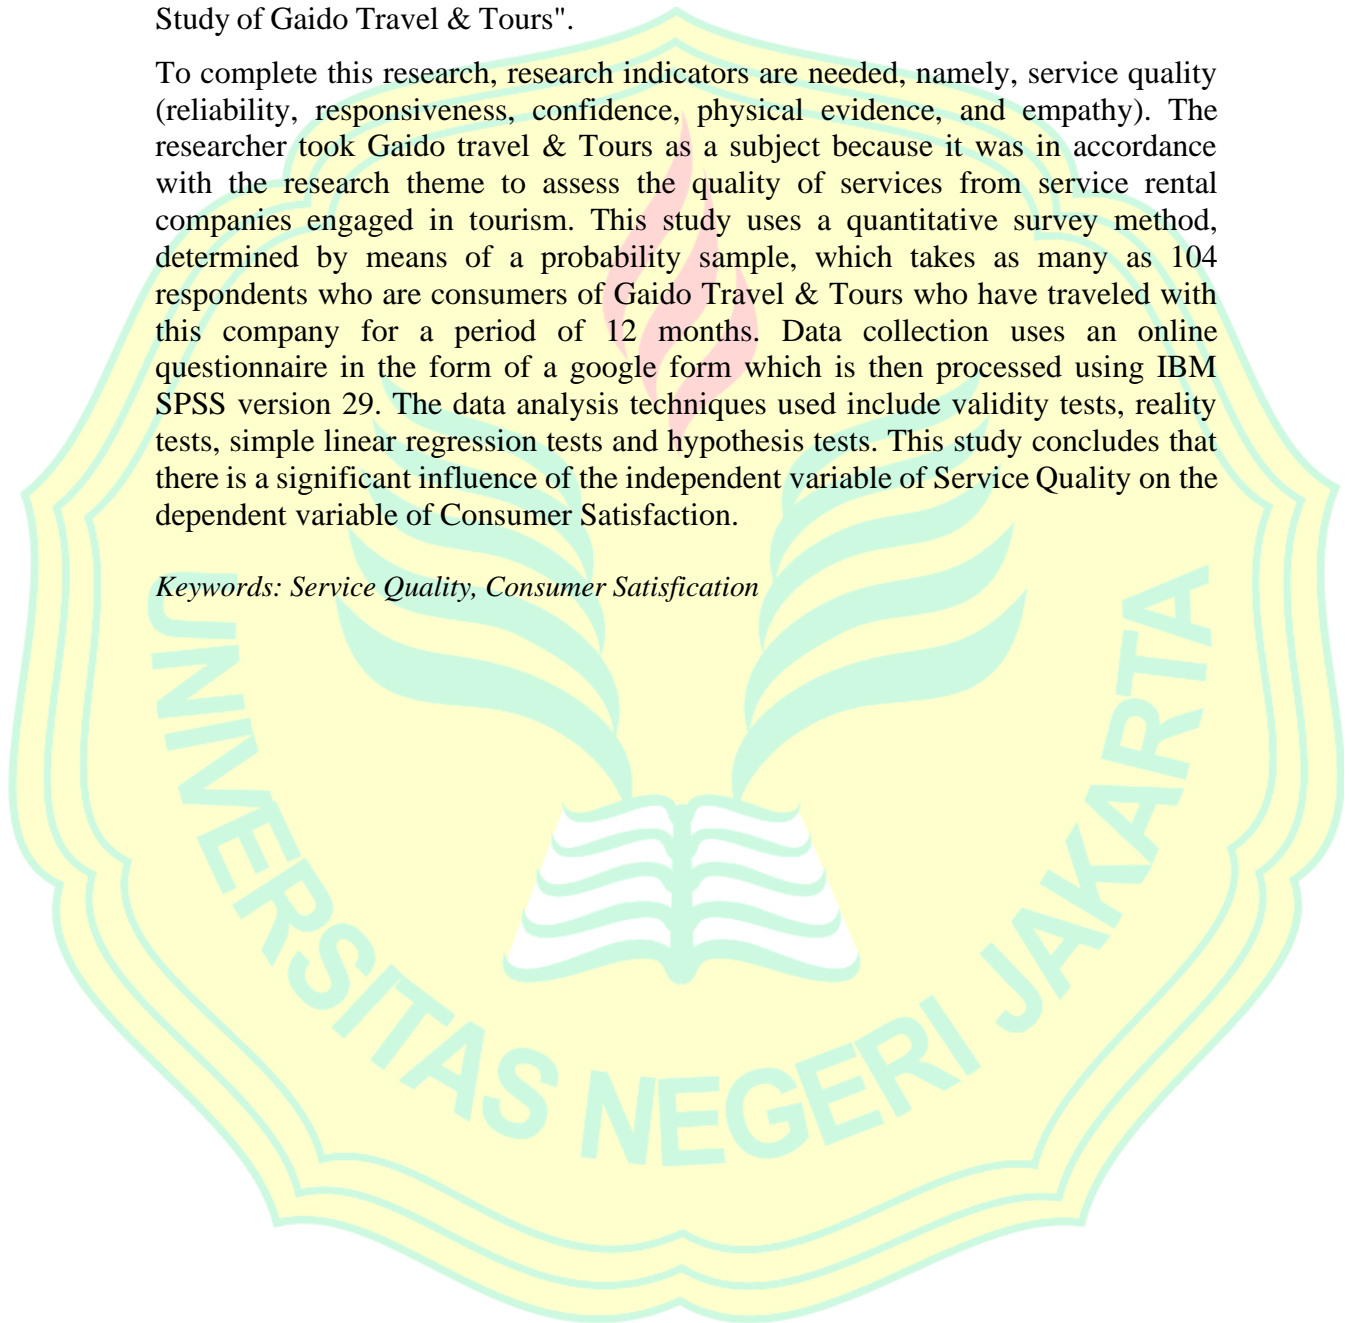 Study of Gaido Travel & Tours".
To complete this research, research indicators are needed, namely, service quality
(reliability, responsiveness, confidence, physical evidence, and empathy). The
researcher took Gaido travel & Tours as a subject because it was in accordance
with the research theme to assess the quality of services from service rental
companies engaged in tourism. This study uses a quantitative survey method,
determined by means of a probability sample, which takes as many as 104
respondents who are consumers of Gaido Travel & Tours who have traveled with
this company for a period of 12 months. Data collection uses an online
questionnaire in the form of a google form which is then processed using IBM
SPSS version 29. The data analysis techniques used include validity tests, reality
tests, simple linear regression tests and hypothesis tests. This study concludes that
there is a significant influence of the independent variable of Service Quality on the
dependent variable of Consumer Satisfaction.
Keywords: Service Quality, Consumer Satisfication
UNIVERSITAS NEGERI JAKARTA